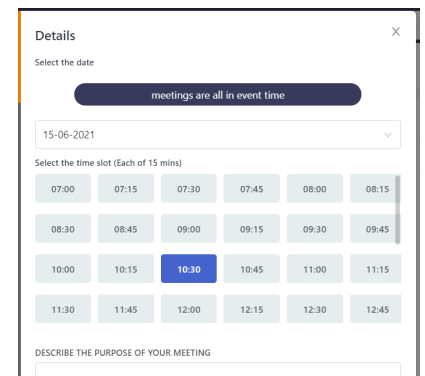 Details
Select the date
meetings are all in event time
15-06-2021
Select the time slot (Each of 15 mins)
07:00 07:15 07:30 07:45 08:00 08:15
08:30 08:45 09:00 09:15 09:30 09:45
10:00 10:15 10:30 10:45 11:00 11:15
11:30 11:45 12:00 12:15 12:30 12:45
DESCRIBE THE PURPOSE OF YOUR MEETING